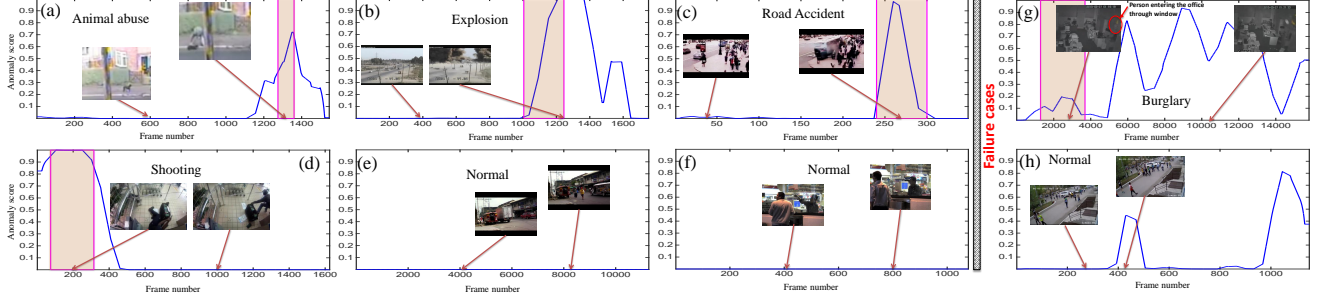 (a) Animal abuse
Anomaly score
0.9
0.8
0.7
0.6
0.5
0.4
0.3
0.2
0.1
200 400 600 800 1000 1200 1400
Frame number
(b) Explosion
0.9
0.8
0.7
0.6
0.5
0.4
0.3
0.2
0.1
200 400 600 800 1000 1200 1400 1600
Frame number
(c) Road Accident
0.9
0.8
0.7
0.6
0.5
0.4
0.3
0.2
0.1
50 100 150 200 250 300
Frame number
Failure cases
(g)
Person entering the office
through window
Burglary
0.9
0.8
0.7
0.6
0.5
0.4
0.3
0.2
0.1
2000 4000 6000 8000 10000 12000 14000
Frame number
Shooting (d)
Anomaly score
0.9
0.8
0.7
0.6
0.5
0.4
0.3
0.2
0.1
200 400 600 800 1000 1200 1400 1600
Frame number
(e)
Normal
0.9
0.8
0.7
0.6
0.5
0.4
0.3
0.2
0.1
2000 4000 6000 8000 10000
Frame number
(f)
Normal
0.9
0.8
0.7
0.6
0.5
0.4
0.3
0.2
0.1
200 400 600 800 1000
Frame number
(h)
Normal
0.9
0.8
0.7
0.6
0.5
0.4
0.3
0.2
0.1
200 400 600 800 1000
Frame number